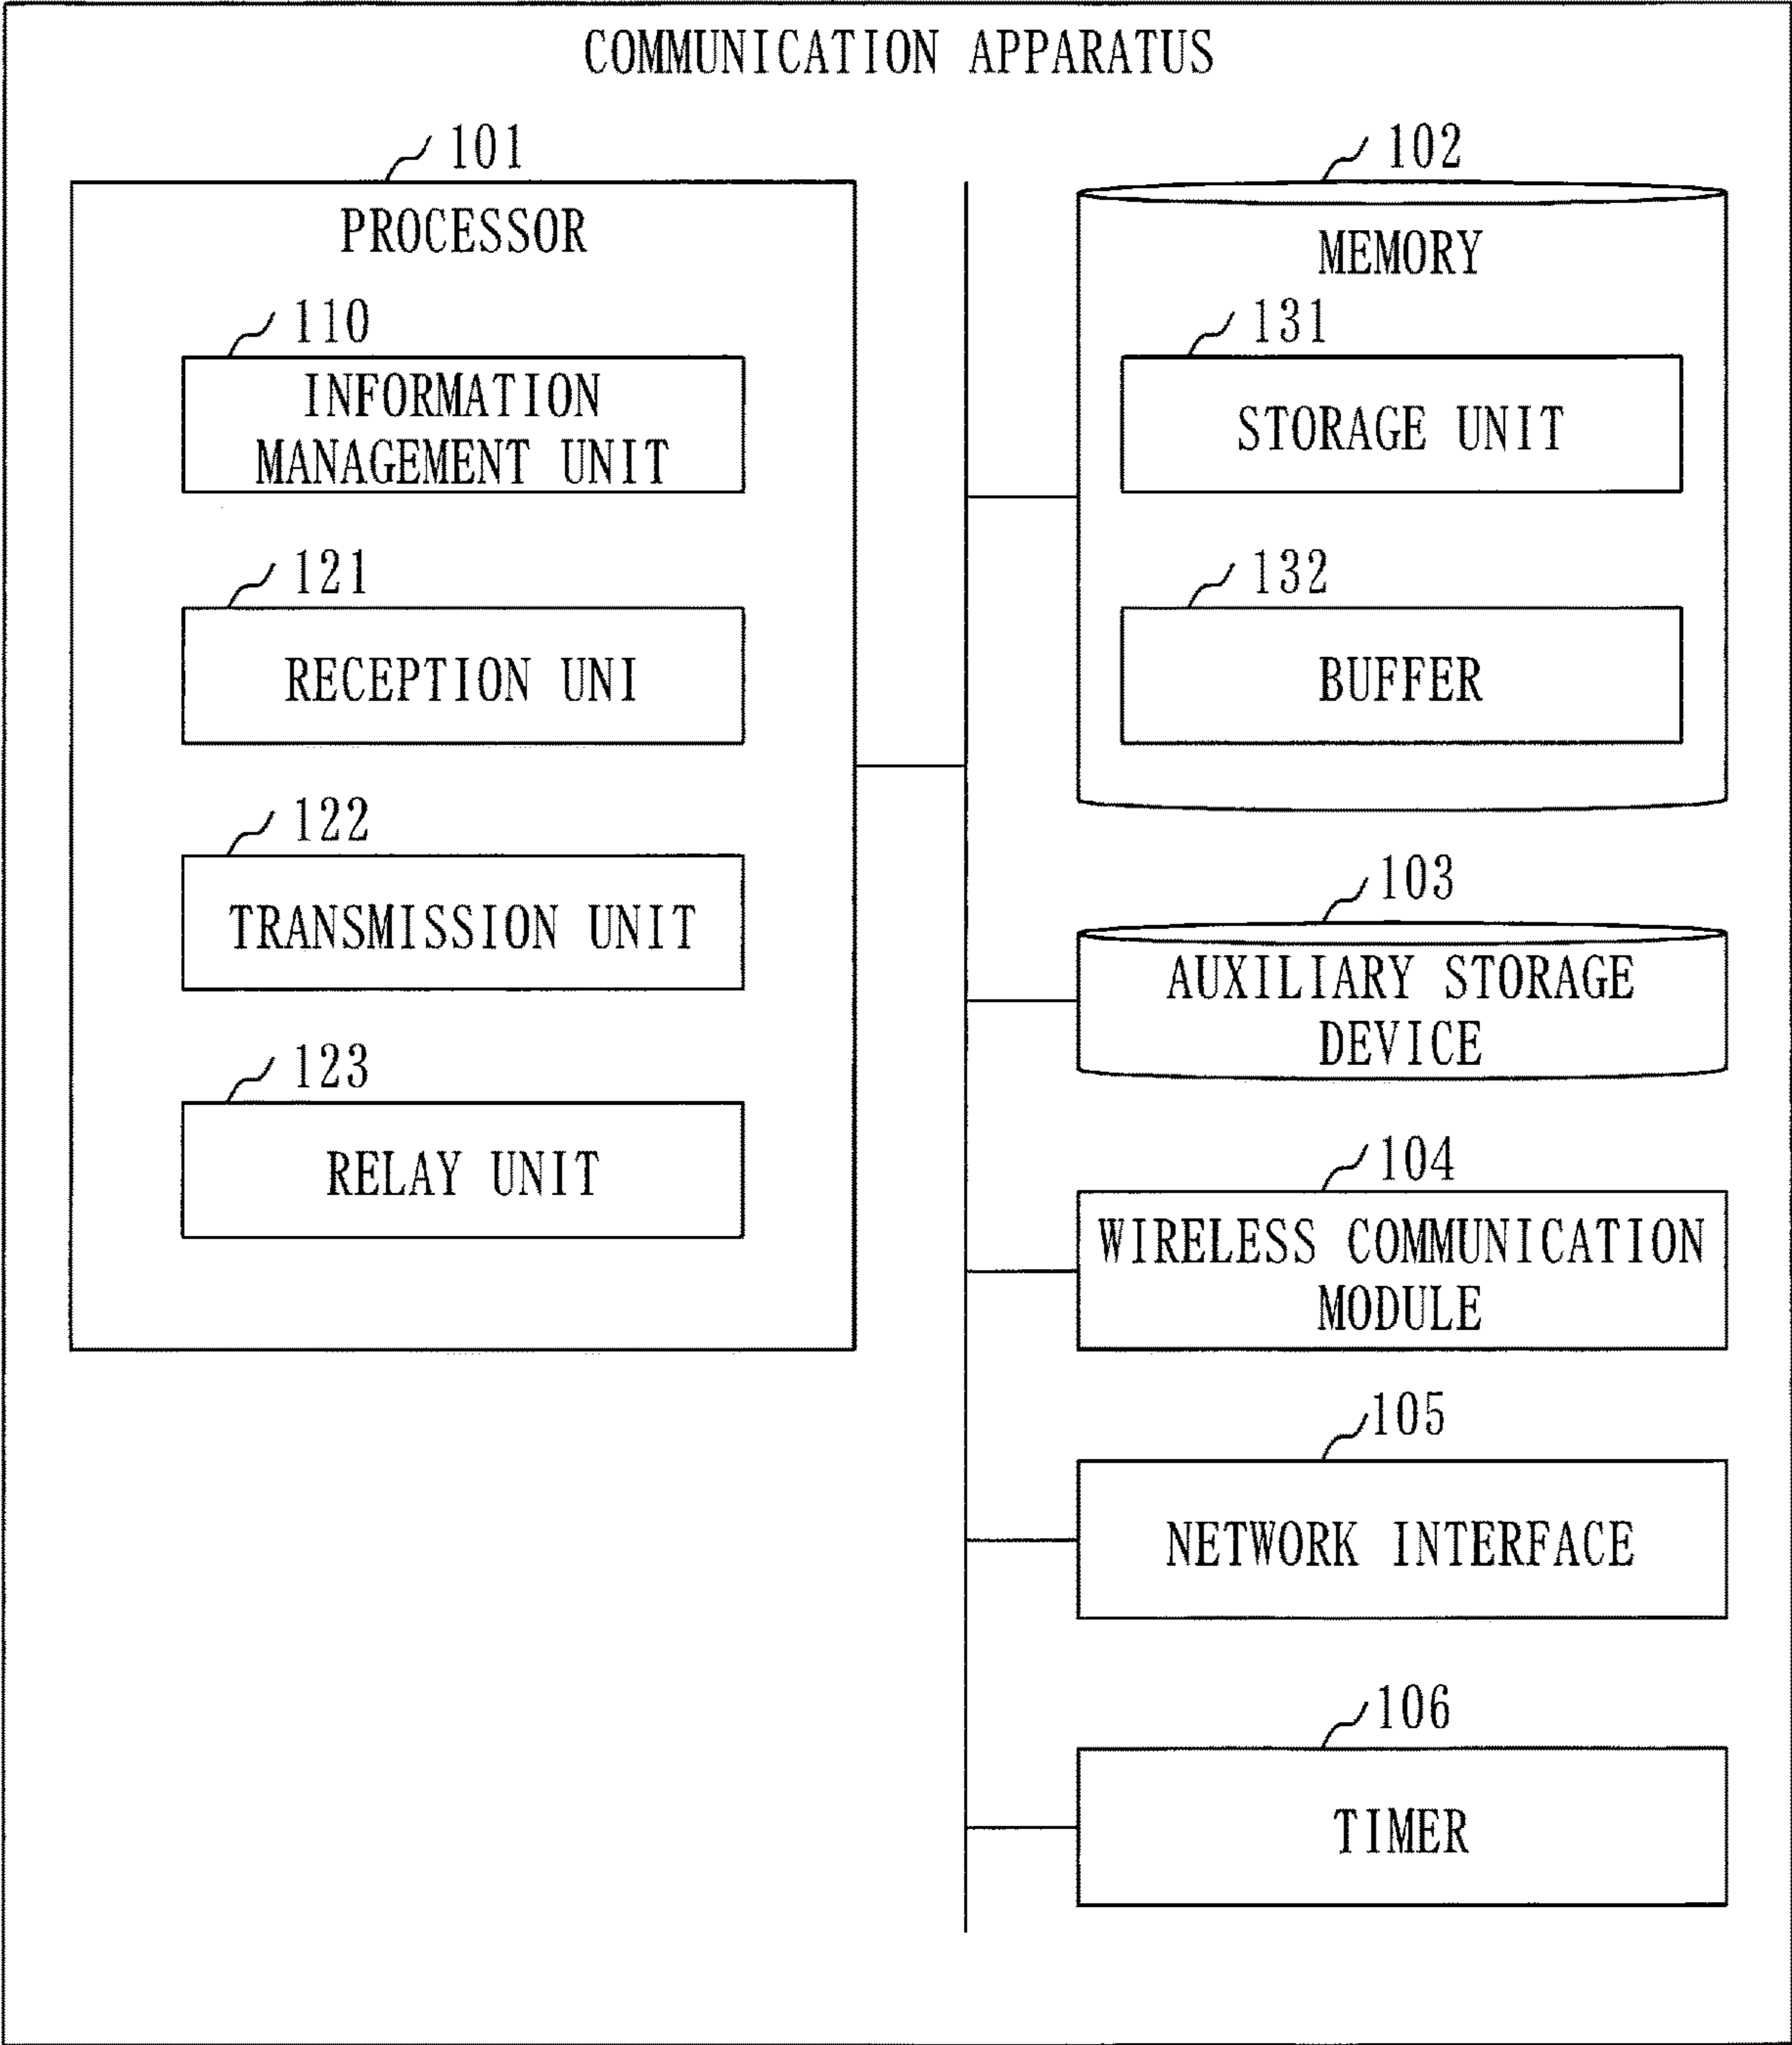 COMMUNICATION APPARATUS
101
PROCESSOR
110
INFORMATION
MANAGEMENT UNIT
121
RECEPTION UNI
122
TRANSMISSION UNIT
123
RELAY UNIT
102
MEMORY
131
STORAGE UNIT
132
BUFFER
103
AUXILIARY STORAGE
DEVICE
104
WIRELESS COMMUNICATION
MODULE
105
NETWORK INTERFACE
106
TIMER